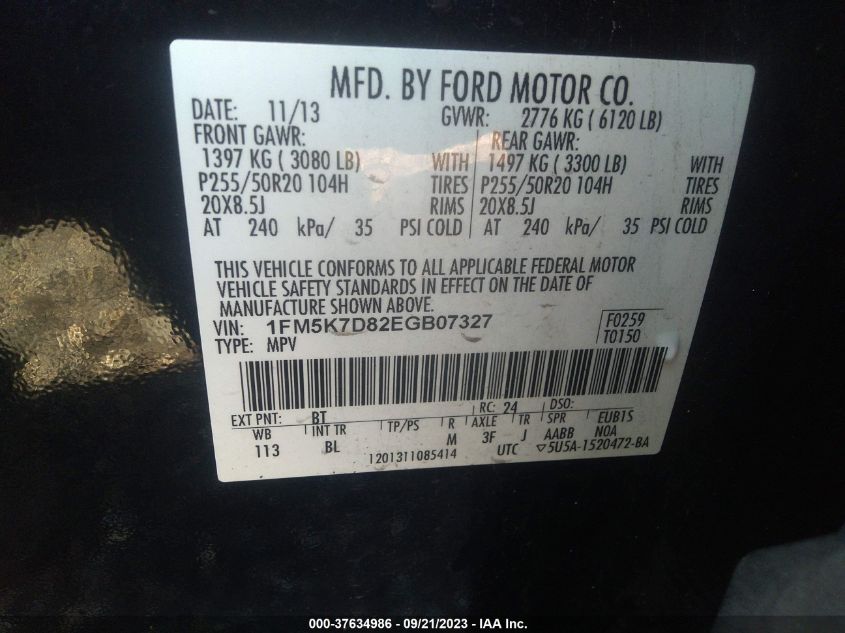 MFD. BY FORD MOTOR CO.
DATE: 11/13 GVWR: 2776 KG ( 6120 LB)
FRONT GAWR: REAR GAWR:
1397 KG ( 3080 LB) WITH 1497 KG ( 3300 LB) WITH
P255/50R20 104H TIRES P255/50R20 104H TIRES
20X8.5J RIMS 20X8.5J RIMS
AT 240 kPa/ 35 PSI COLD AT 240 kPa/ 35 PSI COLD
THIS VEHICLE CONFORMS TO ALL APPLICABLE FEDERAL MOTOR
VEHICLE SAFETY STANDARDS IN EFFECT ON THE DATE OF
MANUFACTURE SHOWN ABOVE.
VIN: 1FM5K7D82EGB07327 F0259
TYPE: MPV T0150
EXT PNT: BT RC: 24 DSO:
WB INT TR TP/PS R AXLE TR SPR EUB1S
113 BL M 3F J AABB NOA
1201311085414 UTC ▽5U5A-1520472-BA
000-37634986 - 09/21/2023 - IAA Inc.